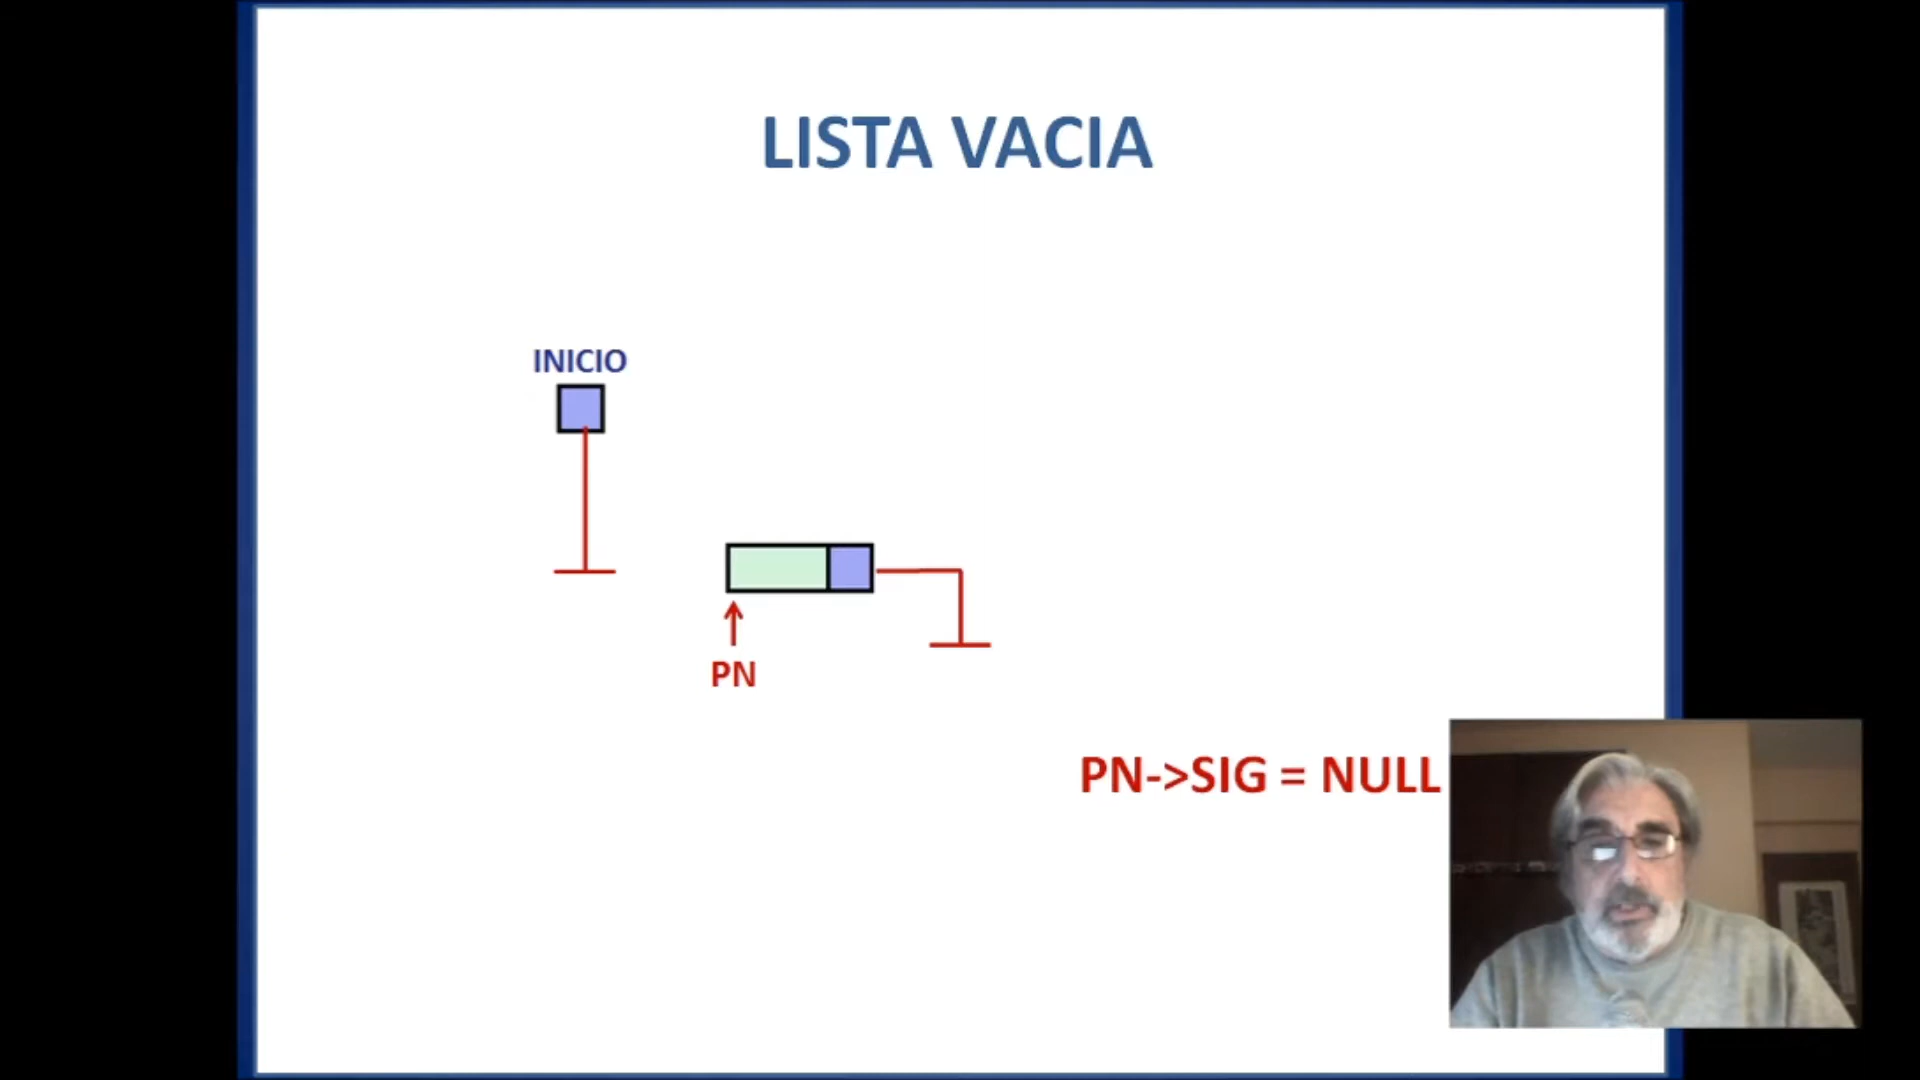 LISTA VACIA
INICIO
PN
PN->SIG = NULL